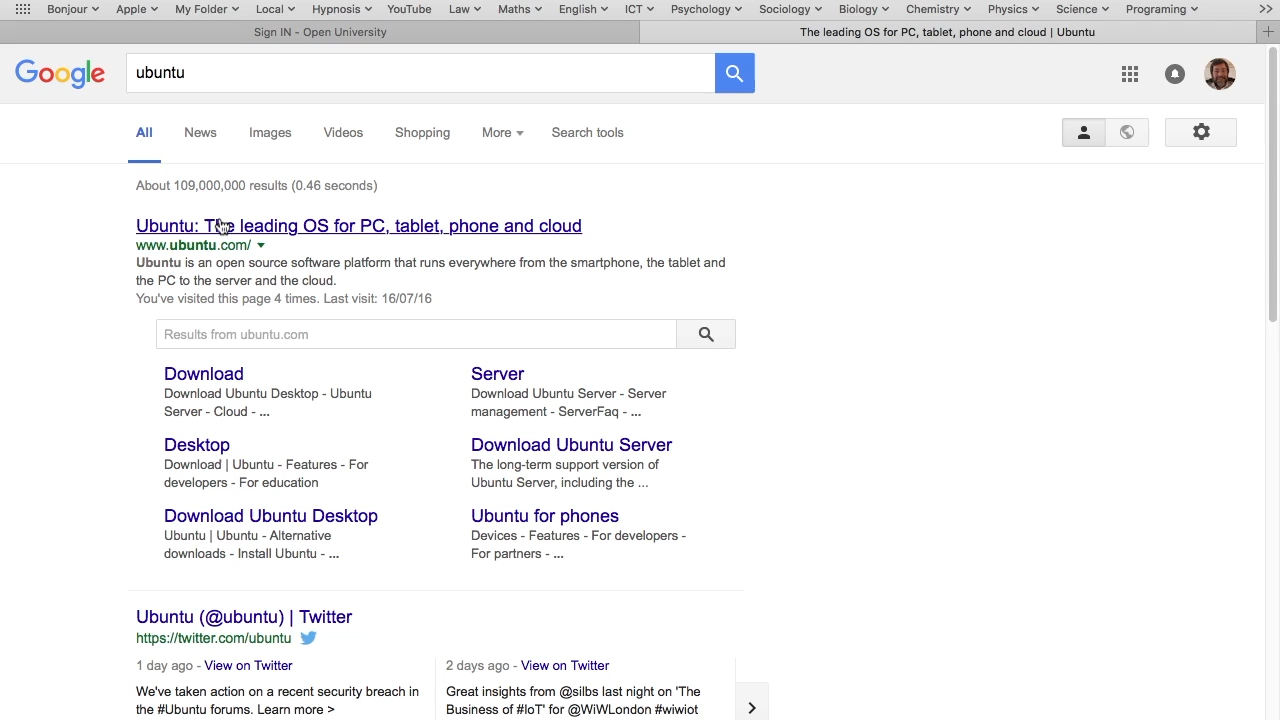 Bonjour Apple My Folder Local Hypnosis YouTube Law Maths English ICT Psychology Sociology Biology Chemistry Physics Science Programing
Sign IN - Open University
The leading OS for PC, tablet, phone and cloud | Ubuntu
Google
ubuntu
All News Images Videos Shopping More Search tools
About 109,000,000 results (0.46 seconds)
Ubuntu: The leading OS for PC, tablet, phone and cloud
www.ubuntu.com/
Ubuntu is an open source software platform that runs everywhere from the smartphone, the tablet and
the PC to the server and the cloud.
You've visited this page 4 times. Last visit: 16/07/16
Results from ubuntu.com
Download
Download Ubuntu Desktop - Ubuntu
Server - Cloud - ...
Server
Download Ubuntu Server - Server
management - ServerFaq - ...
Desktop
Download | Ubuntu - Features - For
developers - For education
Download Ubuntu Server
The long-term support version of
Ubuntu Server, including the ...
Download Ubuntu Desktop
Ubuntu | Ubuntu - Alternative
downloads - Install Ubuntu - ...
Ubuntu for phones
Devices - Features - For developers -
For partners - ...
Ubuntu (@ubuntu) | Twitter
https://twitter.com/ubuntu
1 day ago - View on Twitter
We've taken action on a recent security breach in
the #Ubuntu forums. Learn more >
2 days ago - View on Twitter
Great insights from @silbs last night on 'The
Business of #IoT' for @WiWLondon #wiwiot